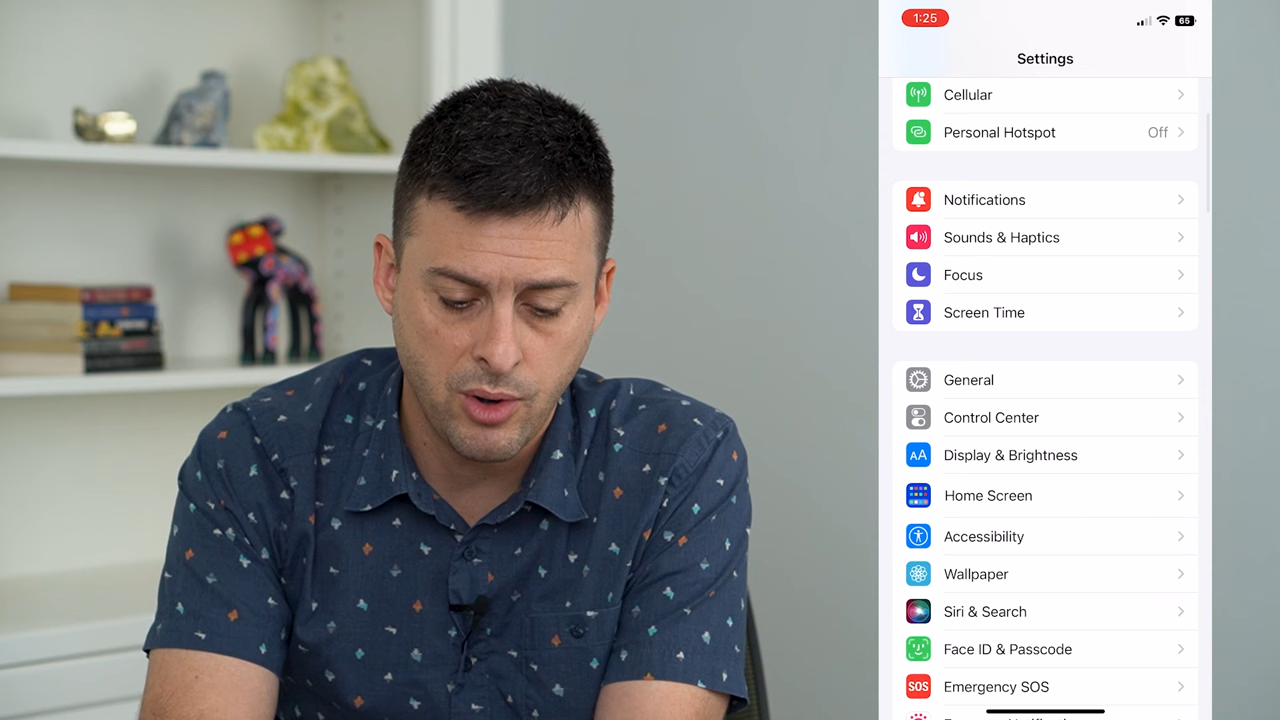 1:25
65
Settings
Cellular
Personal Hotspot Off
Notifications
Sounds & Haptics
Focus
Screen Time
General
Control Center
AA Display & Brightness
Home Screen
Accessibility
Wallpaper
Siri & Search
Face ID & Passcode
SOS Emergency SOS